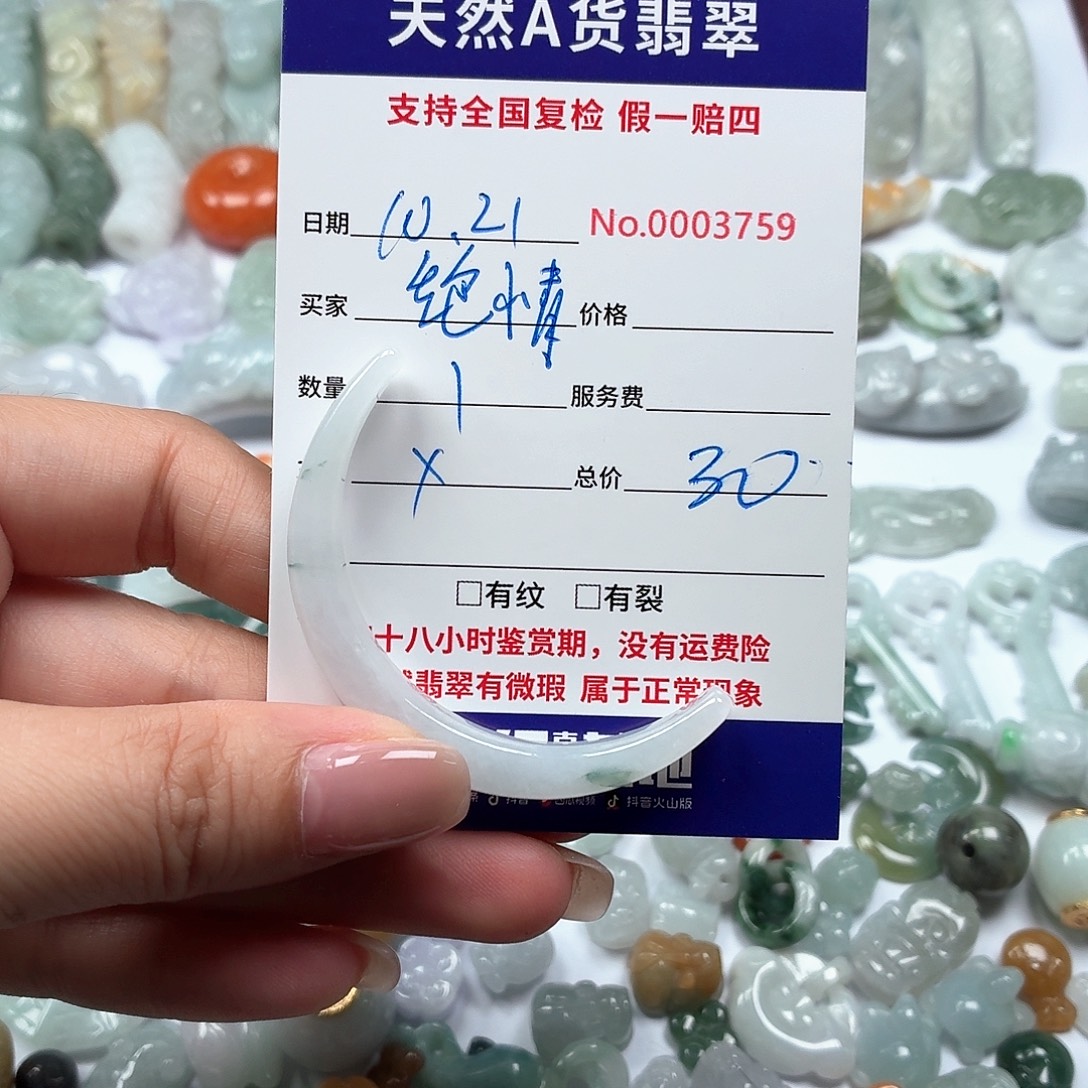 天然A货翡翠
支持全国复检 假一赔四
日期 10.21 No.0003759
买家 情 价格
数量 1 服务费
X 总价 30
□有纹 □有裂
十八小时鉴赏期，没有运费险
翡翠有微瑕 属于正常现象
抖音 抖音火山版